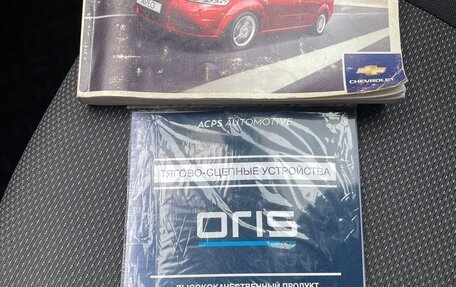 CHEVROLET
ACPS AUTOMOTIVE
ТЯГОВО-СЦЕПНЫЕ УСТРОЙСТВА
ORIS
ВЫСОКОКАЧЕСТВЕННЫЙ ПРОДУКТ